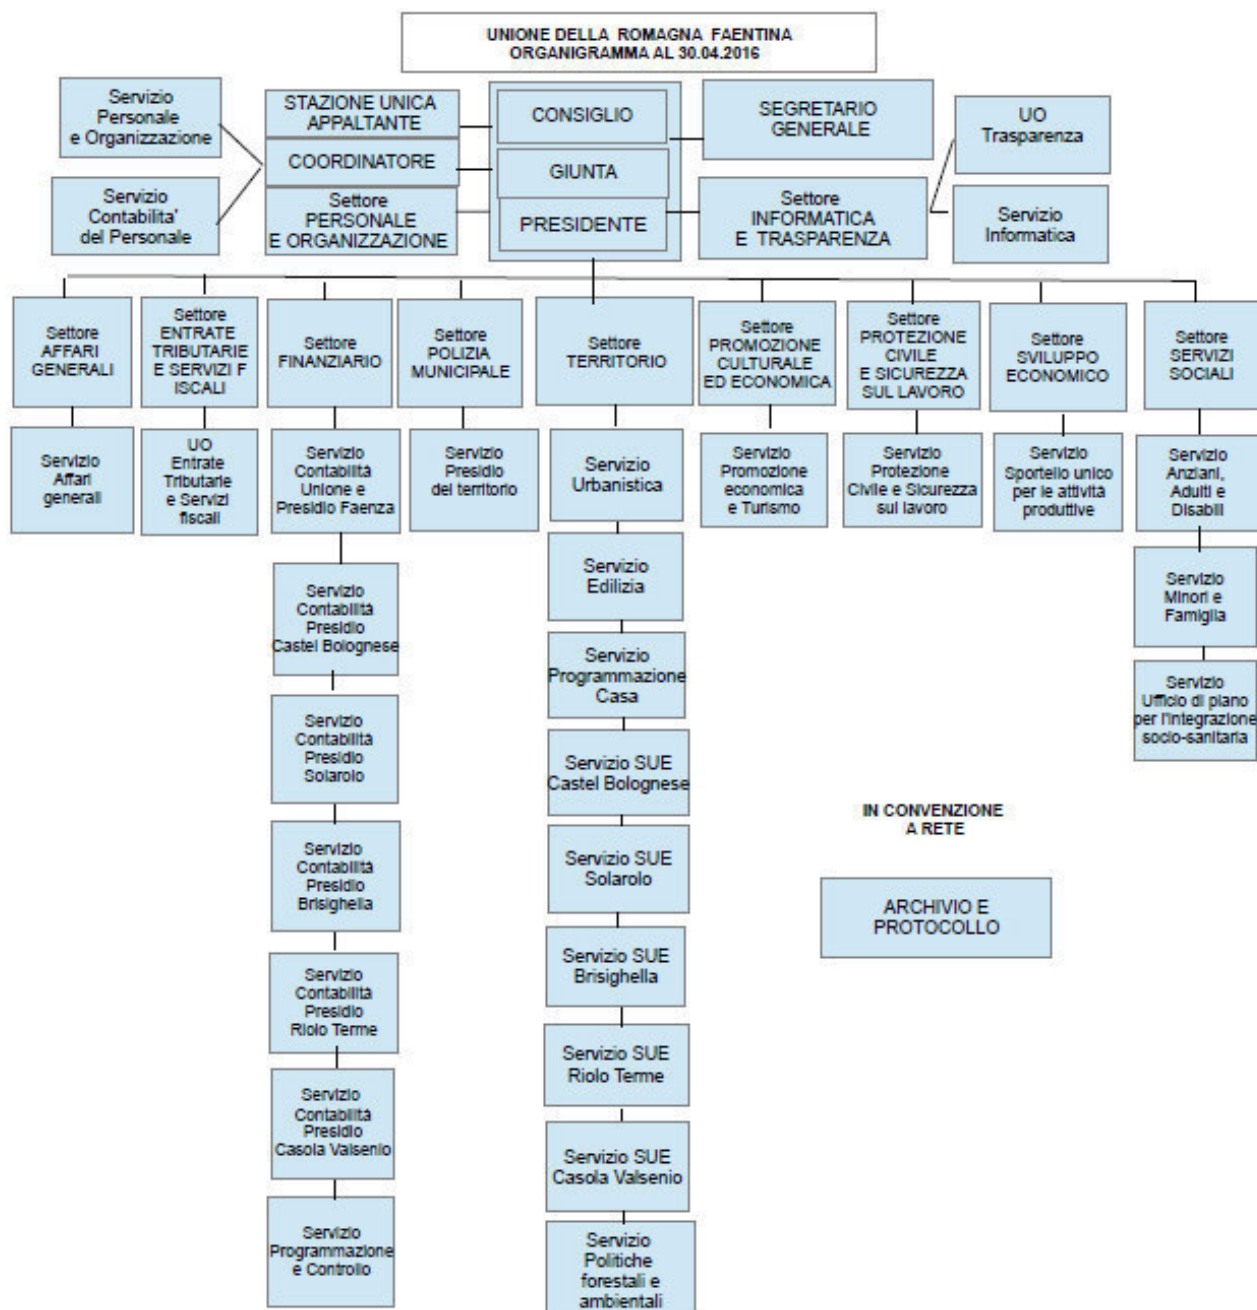 UNIONE DELLA ROMAGNA FAENTINA
ORGANIGRAMMA AL 30.04.2016
Servizio
Personale
e Organizzazione
Servizio
Contabilita'
del Personale
STAZIONE UNICA
APPALTANTE
COORDINATORE
Settore
PERSONALE
E ORGANIZZAZIONE
CONSIGLIO
GIUNTA
PRESIDENTE
SEGRETARIO
GENERALE
Settore
INFORMATICA
E TRASPARENZA
UO
Trasparenza
Servizio
Informatica
Settore
AFFARI
GENERALI
Settore
ENTRATE
TRIBUTARIE
E SERVIZI F
ISCALI
Settore
FINANZIARIO
Settore
POLIZIA
MUNICIPALE
Settore
TERRITORIO
Settore
PROMOZIONE
CULTURALE
ED ECONOMICA
Settore
PROTEZIONE
CIVILE
E SICUREZZA
SUL LAVORO
Settore
SVILUPPO
ECONOMICO
Settore
SERVIZI
SOCIALI
Servizio
Affari
generali
UO
Entrate
Tributarie
e Servizi
fiscali
Servizio
Contabilità
Unione e
Presidio Faenza
Servizio
Presidio
del territorio
Servizio
Urbanistica
Servizio
Promozione
economica
e Turismo
Servizio
Protezione
Civile e Sicurezza
sul lavoro
Servizio
Sportello unico
per le attività
produttive
Servizio
Anziani,
Adulti e
Disabili
Servizio
Contabilità
Presidio
Castel Bolognese
Servizio
Contabilità
Presidio
Solarolo
Servizio
Contabilità
Presidio
Brisighella
Servizio
Contabilità
Presidio
Riolo Terme
Servizio
Contabilità
Presidio
Casola Valsenio
Servizio
Programmazione
e Controllo
Servizio
Edilizia
Servizio
Programmazione
Casa
Servizio SUE
Castel Bolognese
Servizio SUE
Solarolo
Servizio SUE
Brisighella
Servizio SUE
Riolo Terme
Servizio SUE
Casola Valsenio
Servizio
Politiche
forestali e
ambientali
Servizio
Minori e
Famiglia
Servizio
Ufficio di piano
per l'integrazione
socio-sanitaria
IN CONVENZIONE
A RETE
ARCHIVIO E
PROTOCOLLO